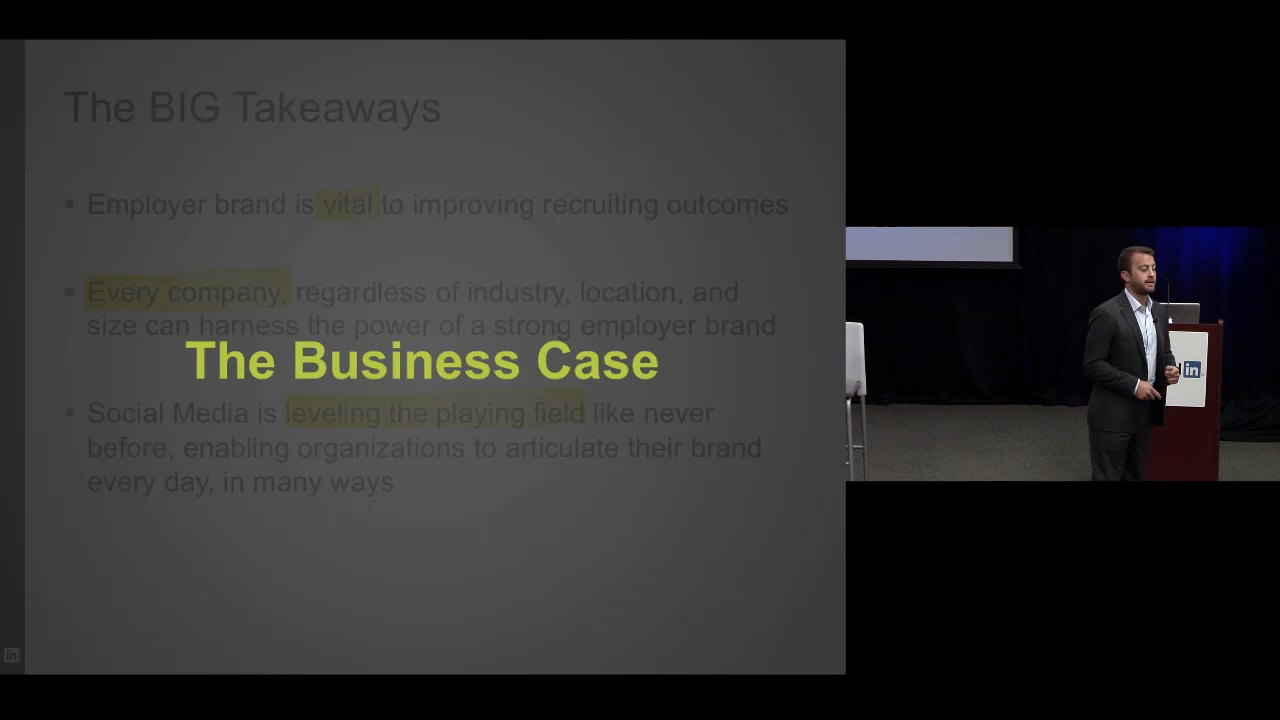 The BIG Takeaways
Employer brand is vital to improving recruiting outcomes
Every company, regardless of industry, location, and
size can harness the power of a strong employer brand
The Business Case
Social Media is leveling the playing field like never
before, enabling organizations to articulate their brand
every day, in many ways
in
in